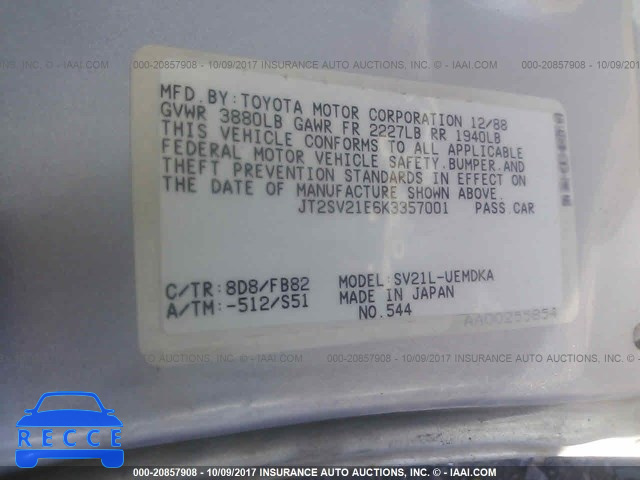 000-20857908 - 10/09/2017 INSURANCE AUTO AUCTIONS, INC. - IAAI.COM
MFD.BY:TOYOTA MOTOR CORPORATION 12/88
GVWR 3880LB GAWR FR 2227LB RR 1940LB
THIS VEHICLE CONFORMS TO ALL APPLICABLE
FEDERAL MOTOR VEHICLE SAFETY.BUMPER.AND
THEFT PREVENTION STANDARDS IN EFFECT ON
THE DATE OF MANUFACTURE SHOWN ABOVE.
JT2SV21E6K3357001 PASS.CAR
C/TR:8D8/FB82 MODEL:SV21L-UEMDKA
A/TM:-512/S51 MADE IN JAPAN
NO.544
AA00255854
RECCE
000-20857908 - 10/09/2017 INSURANCE AUTO AUCTIONS, INC. - IAAI.COM